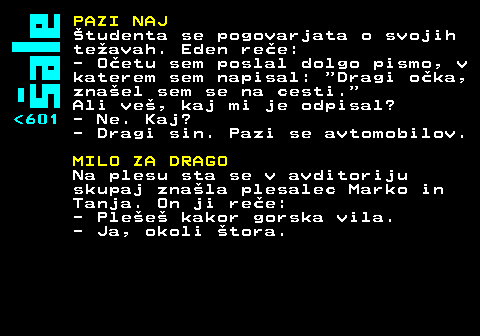 šale
<601
PAZI NAJ
Študenta se pogovarjata o svojih
težavah. Eden reče:
- Očetu sem poslal dolgo pismo, v
katerem sem napisal: "Dragi očka,
znašel sem se na cesti."
Ali veš, kaj mi je odpisal?
- Ne. Kaj?
- Dragi sin. Pazi se avtomobilov.
MILO ZA DRAGO
Na plesu sta se v avditoriju
skupaj znašla plesalec Marko in
Tanja. On ji reče:
- Plešeš kakor gorska vila.
- Ja, okoli štora.